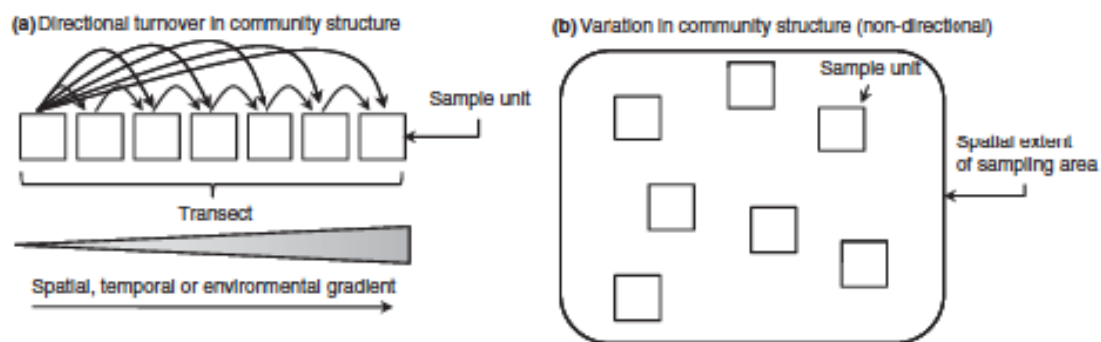 (a) Directional turnover in community structure
Sample unit
Transect
Spatial, temporal or environmental gradient
(b) Variation in community structure (non-directional)
Sample unit
Spatial extent
of sampling area